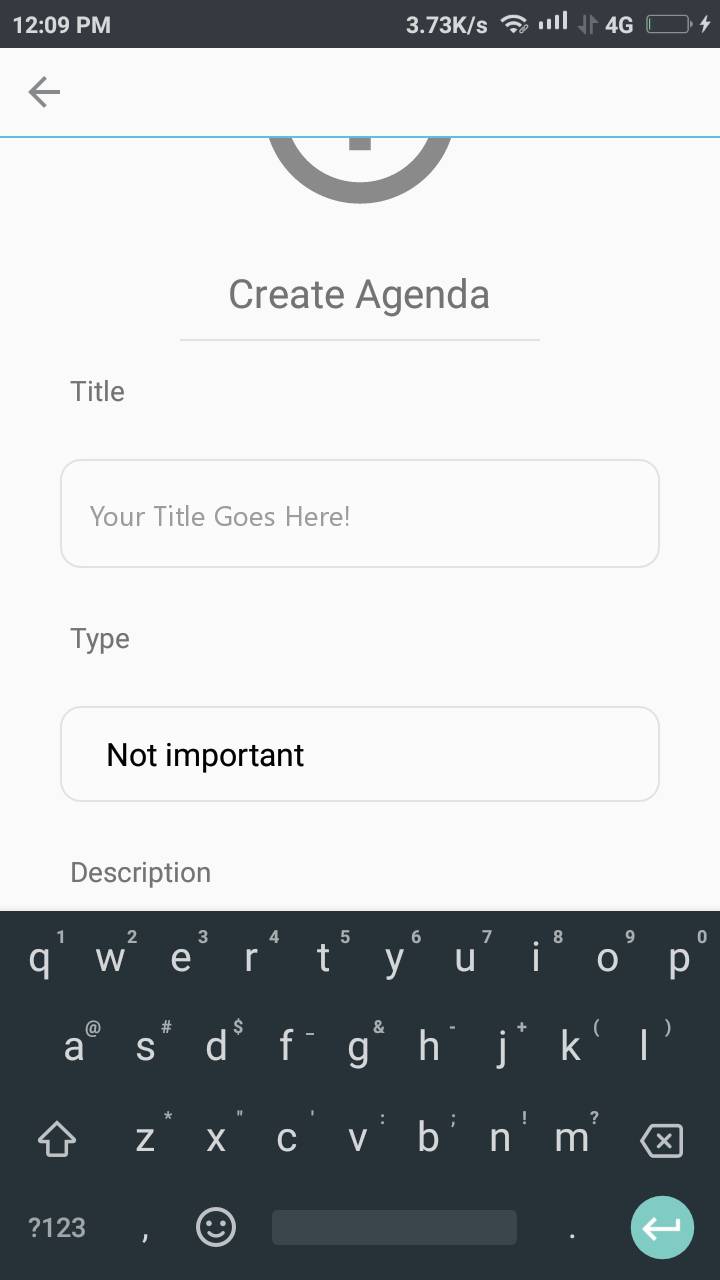 12:09 PM 3.73K/s 4G
Create Agenda
Title
Your Title Goes Here!
Type
Not important
Description
1 2 3 4 5 6 7 8 9 0
q w e r t y u i o p
@ # $ _ & - + ( )
a s d f g h j k l
* " ' : ; ! ?
z x c v b n m
?123 , .